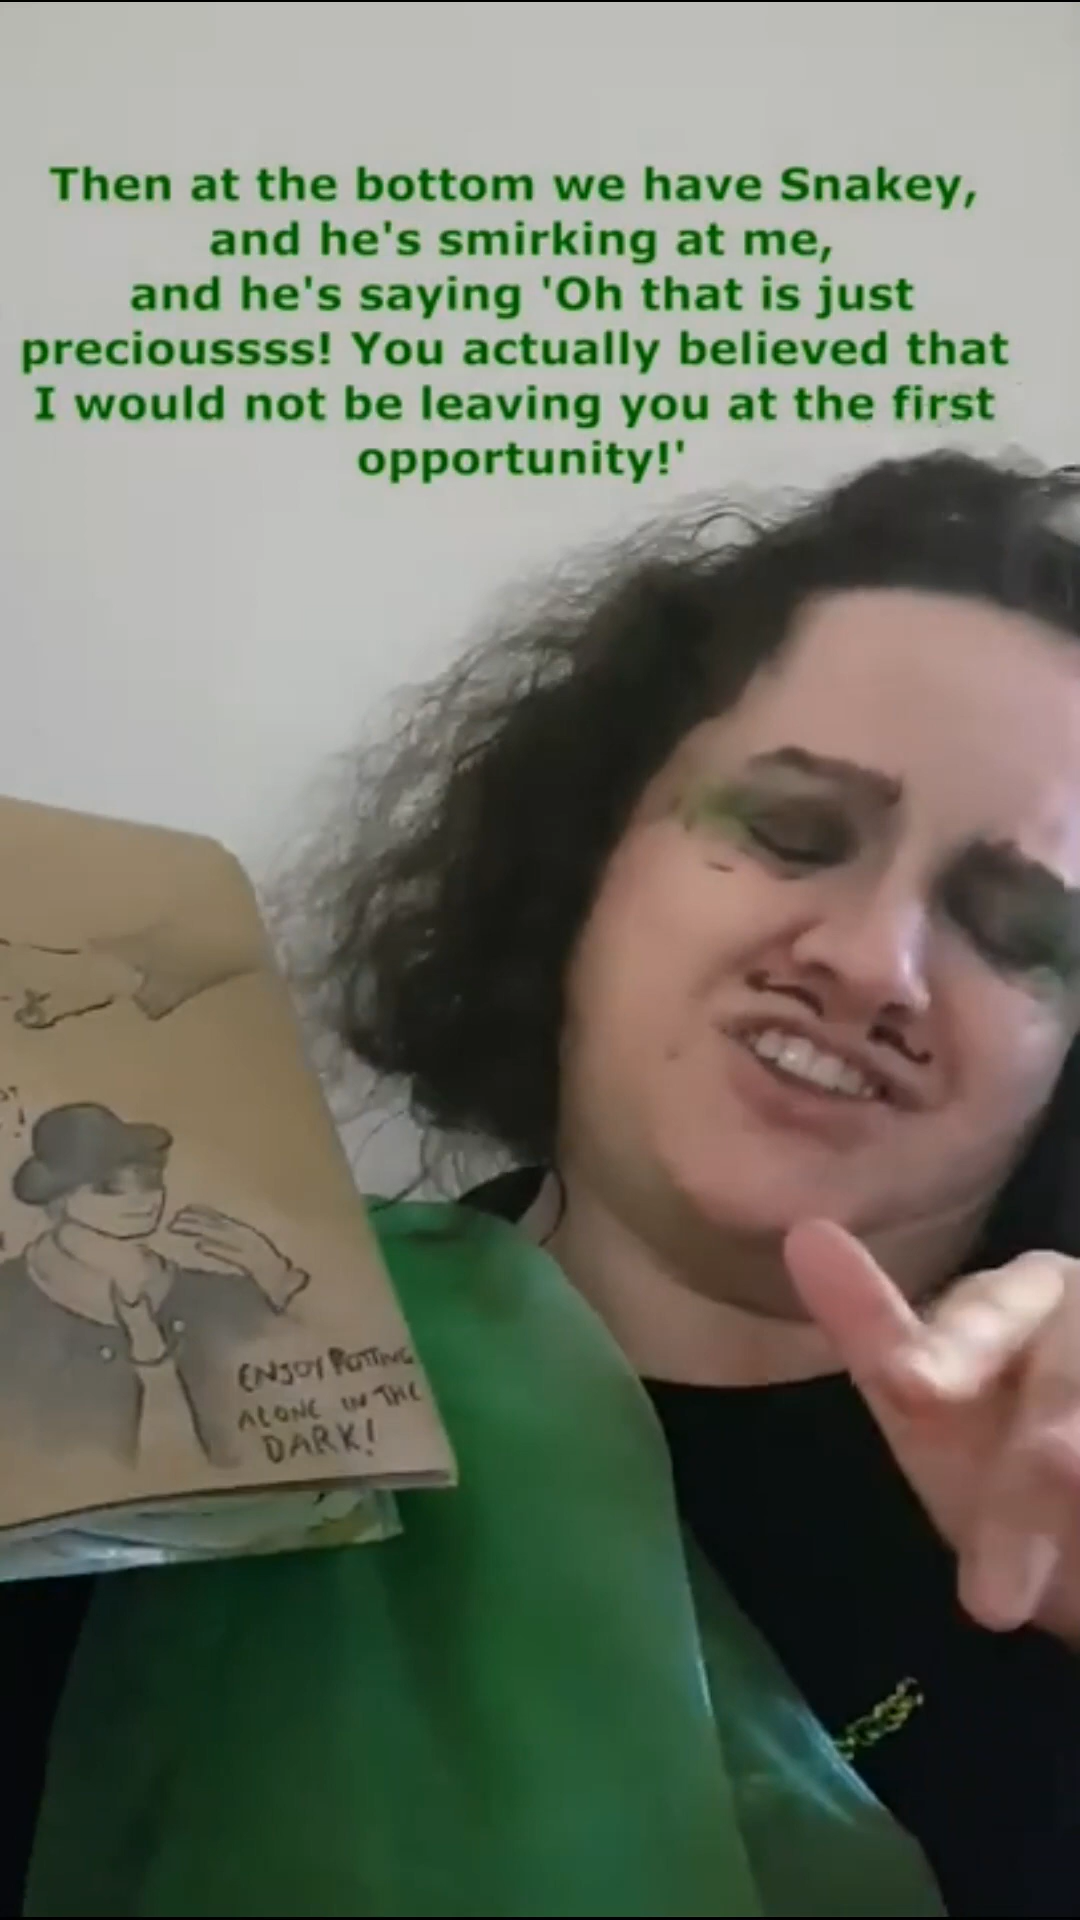 Then at the bottom we have Snakey,
and he's smirking at me,
and he's saying 'Oh that is just
precioussss! You actually believed that
I would not be leaving you at the first
opportunity!'
ENJOY ROTTING
ALONE IN THE
DARK!